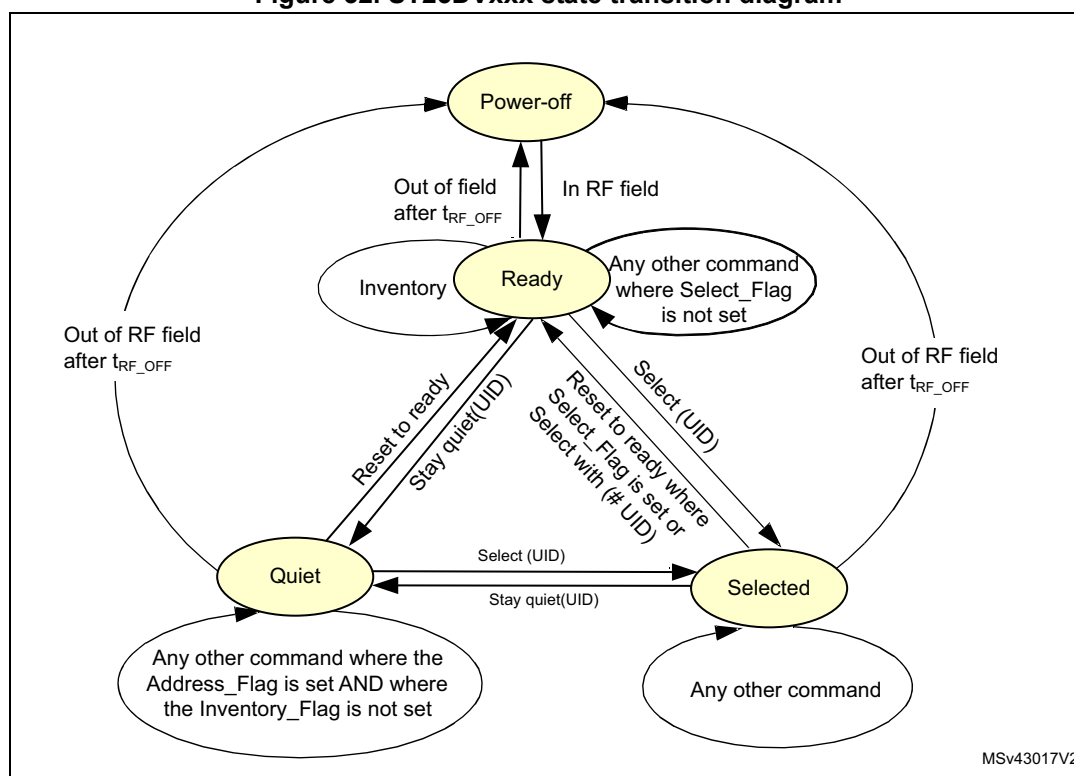 Power-off
Out of field
after tRF_OFF
In RF field
Inventory
Ready
Any other command
where Select_Flag
is not set
Out of RF field
after tRF_OFF
Out of RF field
after tRF_OFF
Reset to ready
Stay quiet(UID)
Reset to ready where
Select_Flag is set or
Select with (# UID)
Select (UID)
Quiet
Select (UID)
Stay quiet(UID)
Selected
Any other command where the
Address_Flag is set AND where
the Inventory_Flag is not set
Any other command
MSv43017V2